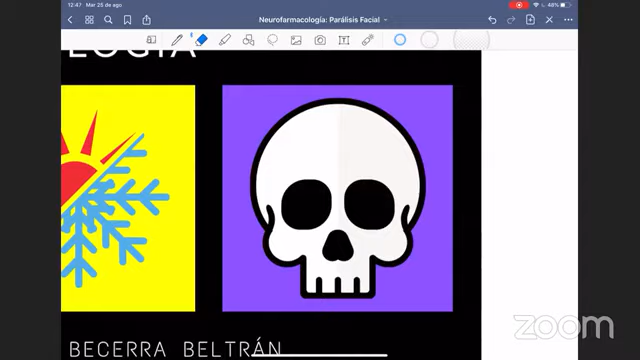 12:47 Mar 25 de ago
Neurofarmacología: Parálisis Facial
48%
LOGÍA
BECERRA BELTRÁN
zoom